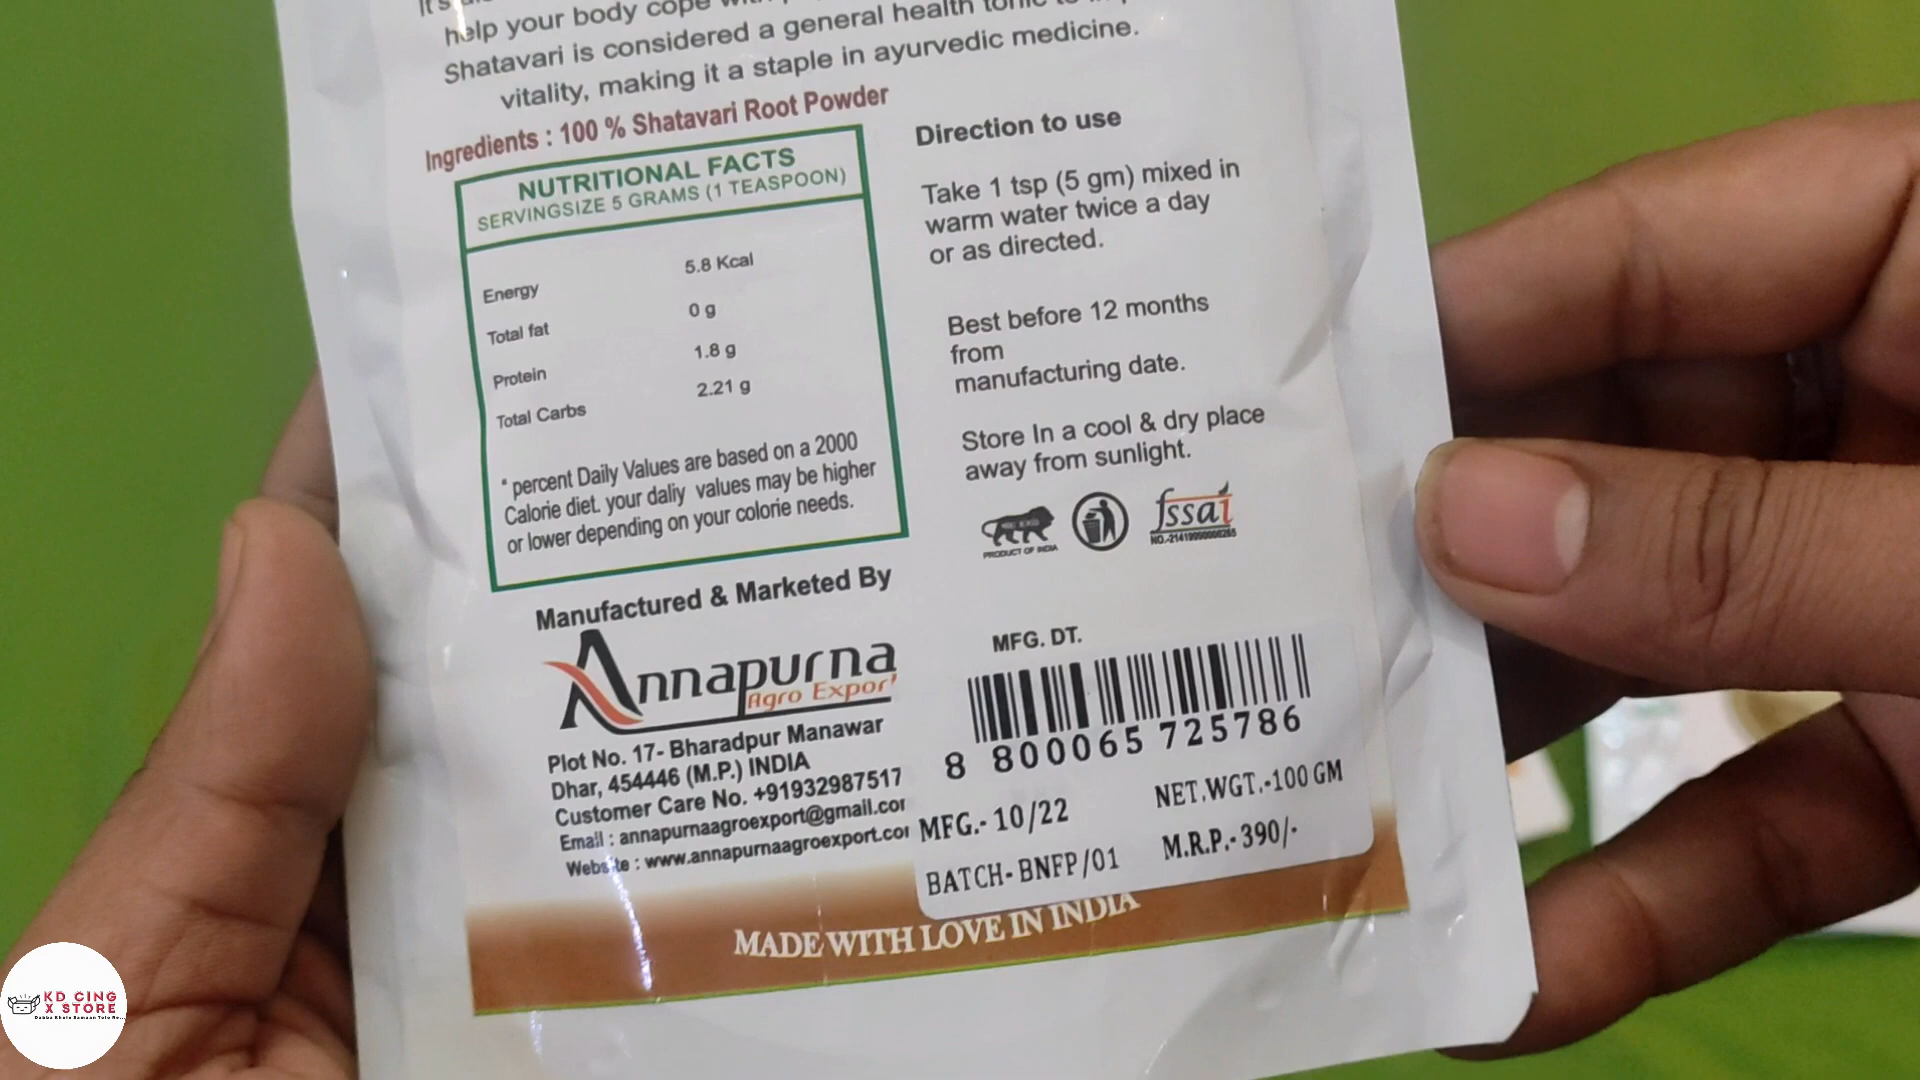 help your body cope
Shatavari is considered a general health tonic to
vitality, making it a staple in ayurvedic medicine.
Ingredients : 100 % Shatavari Root Powder
NUTRITIONAL FACTS
SERVINGSIZE 5 GRAMS (1 TEASPOON)
Energy 5.8 Kcal
Total fat 0 g
Protein 1.8 g
Total Carbs 2.21 g
* percent Daily Values are based on a 2000
Calorie diet. your daliy values may be higher
or lower depending on your colorie needs.
Direction to use
Take 1 tsp (5 gm) mixed in
warm water twice a day
or as directed.
Best before 12 months
from
manufacturing date.
Store In a cool & dry place
away from sunlight.
PRODUCT OF INDIA
fssai
Manufactured & Marketed By
Annapurna
Agro Expor
Plot No. 17- Bharadpur Manawar
Dhar, 454446 (M.P.) INDIA
Customer Care No. +91932987517
Email : annapurnaagroexport@gmail.cor
Website : www.annapurnaagroexport.cor
MFG. DT.
8 800065 725786
MFG.- 10/22 NET.WGT.-100 GM
BATCH- BNFP/01 M.R.P.- 390/-
MADE WITH LOVE IN INDIA
KD CING
X STORE